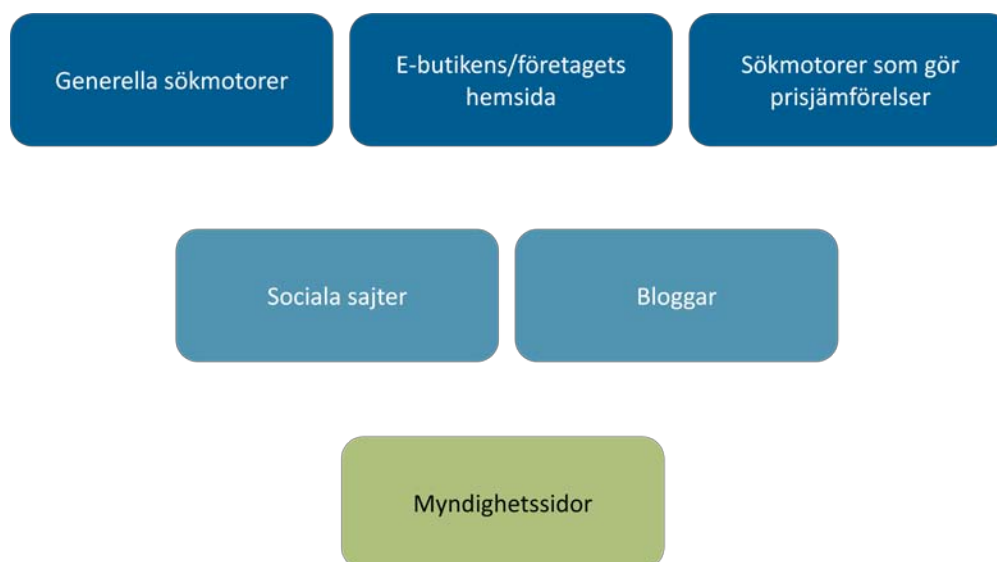 Generella sökmotorer
E-butikens/företagets
hemsida
Sökmotorer som gör
prisjämförelser
Sociala sajter
Bloggar
Myndighetssidor